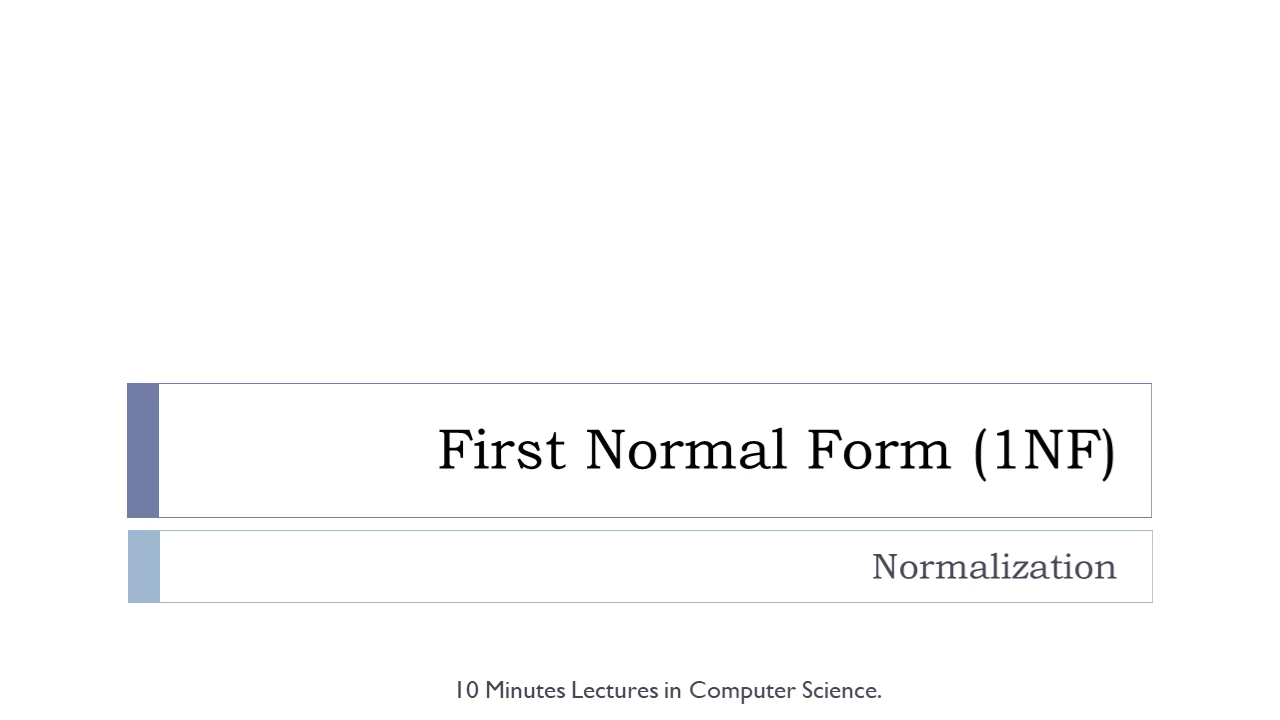 First Normal Form (1NF)
Normalization
10 Minutes Lectures in Computer Science.